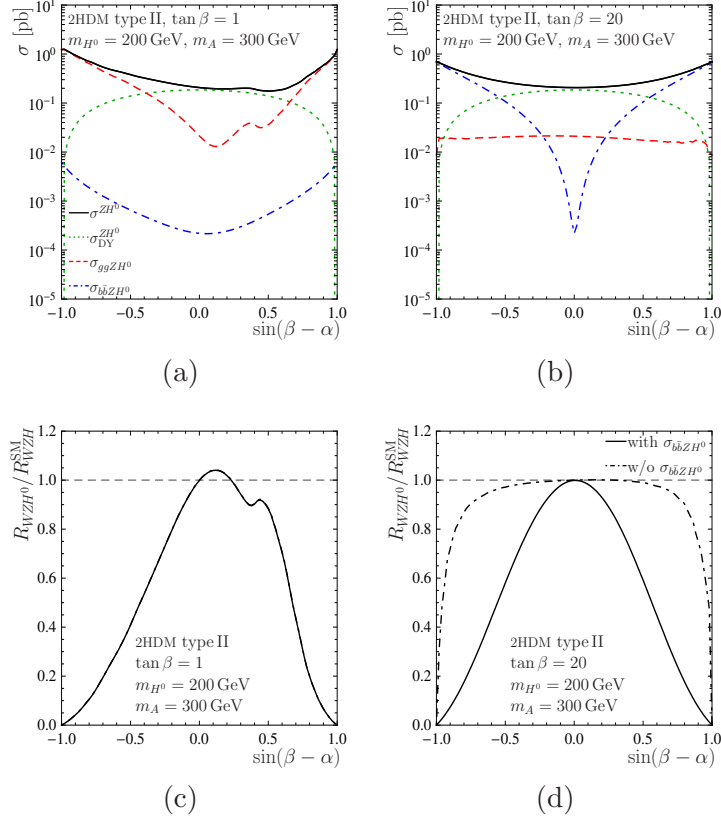 2HDM type II, tan β = 1
m_{H^0} = 200 GeV, m_A = 300 GeV
σ [pb]
10^1
10^0
10^{-1}
10^{-2}
10^{-3}
10^{-4}
10^{-5}
σ^{ZH^0}
σ_{DY}^{ZH^0}
σ_{ggZH^0}
σ_{bb̄ZH^0}
−1.0 −0.5 0.0 0.5 1.0
sin(β − α)
(a)
2HDM type II, tan β = 20
m_{H^0} = 200 GeV, m_A = 300 GeV
σ [pb]
10^1
10^0
10^{-1}
10^{-2}
10^{-3}
10^{-4}
10^{-5}
−1.0 −0.5 0.0 0.5 1.0
sin(β − α)
(b)
R_{WZH^0}/R_{WZH}^{SM}
1.2
1.0
0.8
0.6
0.4
0.2
0.0
2HDM type II
tan β = 1
m_{H^0} = 200 GeV
m_A = 300 GeV
−1.0 −0.5 0.0 0.5 1.0
sin(β − α)
(c)
R_{WZH^0}/R_{WZH}^{SM}
1.2
1.0
0.8
0.6
0.4
0.2
0.0
with σ_{bb̄ZH^0}
w/o σ_{bb̄ZH^0}
2HDM type II
tan β = 20
m_{H^0} = 200 GeV
m_A = 300 GeV
−1.0 −0.5 0.0 0.5 1.0
sin(β − α)
(d)